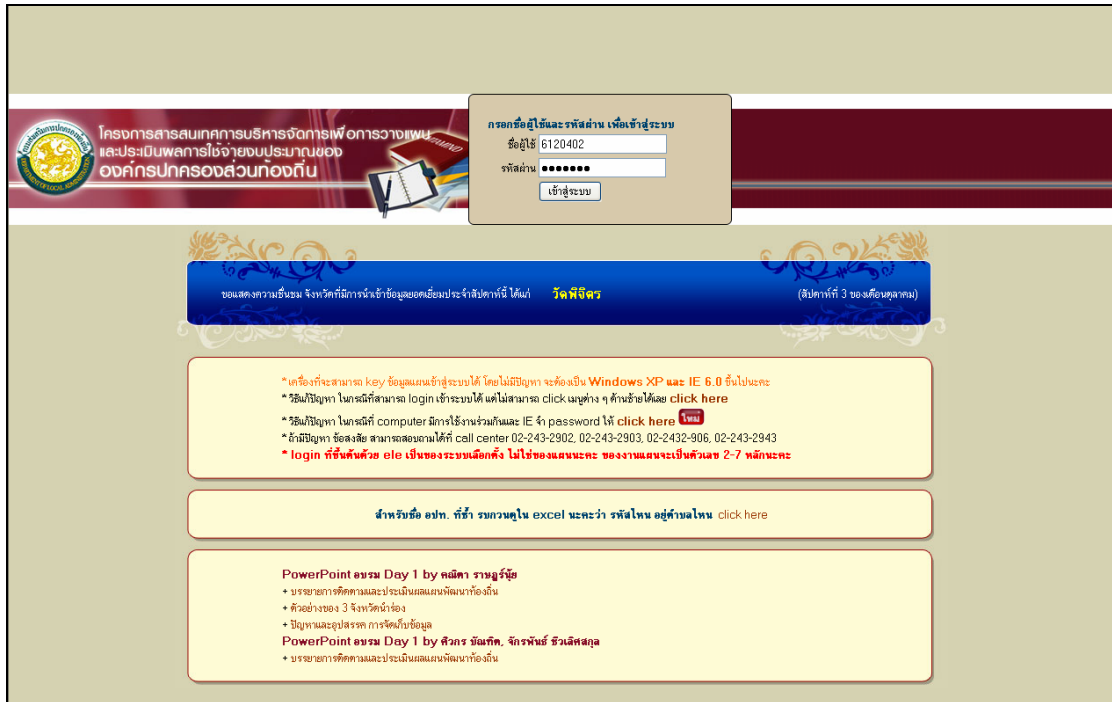 โครงการสารสนเทศการบริหารจัดการเพื่อการวางแผน
และประเมินผลการใช้จ่ายงบประมาณของ
องค์กรปกครองส่วนท้องถิ่น
DEPARTMENT OF LOCAL ADMINISTRATION
กรอกชื่อผู้ใช้และรหัสผ่าน เพื่อเข้าสู่ระบบ
ชื่อผู้ใช้ 6120402
รหัสผ่าน ●●●●●●●
เข้าสู่ระบบ
ขอแสดงความชื่นชม จังหวัดที่มีการนำเข้าข้อมูลยอดเยี่ยมประจำสัปดาห์นี้ ได้แก่ วัดพิจิตร (สัปดาห์ที่ 3 ของเดือนตุลาคม)
* เครื่องที่จะสามารถ key ข้อมูลแผนเข้าสู่ระบบได้ โดยไม่มีปัญหา จะต้องเป็น Windows XP และ IE 6.0 ขึ้นไปนะคะ
* วิธีแก้ปัญหา ในกรณีที่สามารถ login เข้าระบบได้ แต่ไม่สามารถ click เมนูต่าง ๆ ด้านซ้ายได้เลย click here
* วิธีแก้ปัญหา ในกรณีที่ computer มีการใช้งานร่วมกันและ IE จำ password ให้ click here ใหม่
* ถ้ามีปัญหา ข้อสงสัย สามารถสอบถามได้ที่ call center 02-243-2902, 02-243-2903, 02-2432-906, 02-243-2943
* login ที่ขึ้นต้นด้วย ele เป็นของระบบเลือกตั้ง ไม่ใช่ของแผนนะคะ ของงานแผนจะเป็นตัวเลข 2-7 หลักนะคะ
สำหรับชื่อ อปท. ที่ซ้ำ รบกวนดูใน excel นะคะว่า รหัสไหน อยู่ตำบลไหน click here
PowerPoint อบรม Day 1 by คณิตา ราษฎร์นุ้ย
+ บรรยายการติดตามและประเมินผลแผนพัฒนาท้องถิ่น
+ ตัวอย่างของ 3 จังหวัดนำร่อง
+ ปัญหาและอุปสรรค การจัดเก็บข้อมูล
PowerPoint อบรม Day 1 by ศิวกร บัณฑิต, จักรพันธ์ ชีวเลิศสกุล
+ บรรยายการติดตามและประเมินผลแผนพัฒนาท้องถิ่น